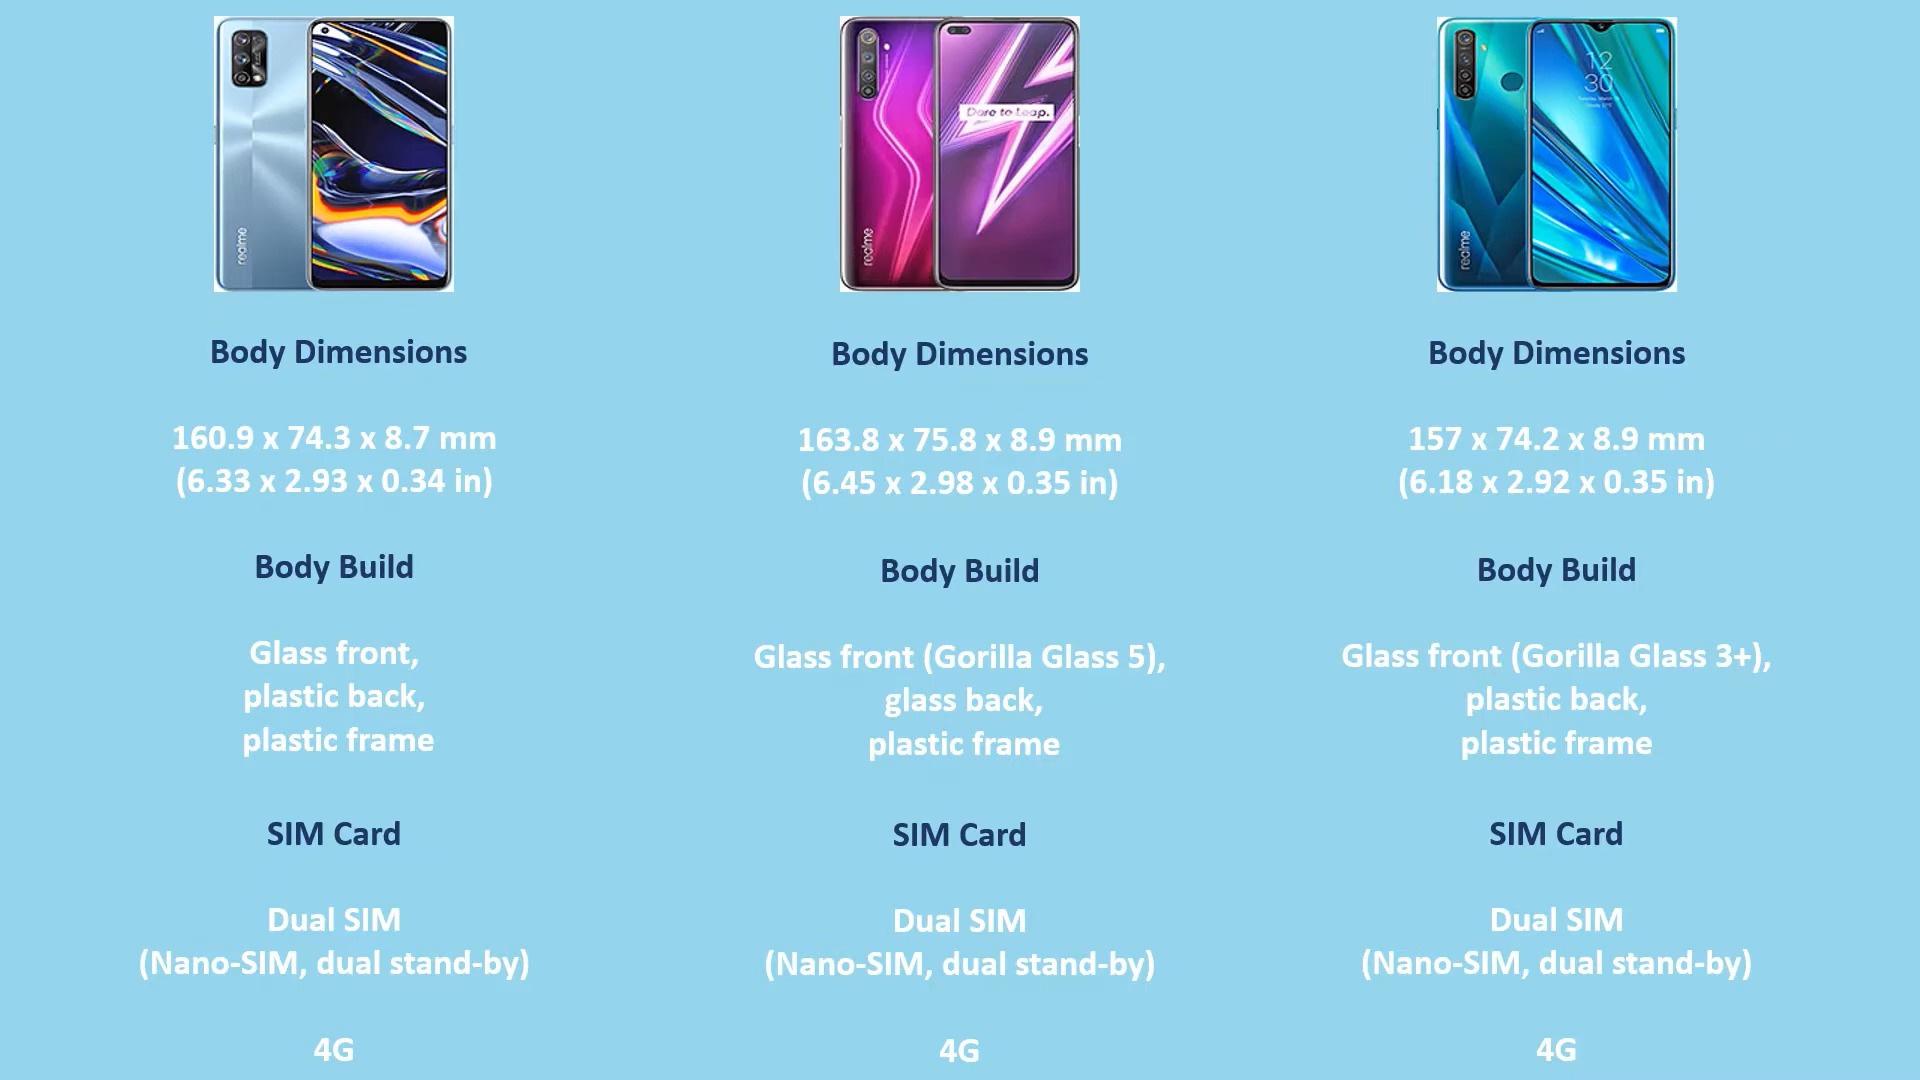 realme
realme
Dare to Leap.
realme
12
30
Body Dimensions
160.9 x 74.3 x 8.7 mm
(6.33 x 2.93 x 0.34 in)
Body Build
Glass front,
plastic back,
plastic frame
SIM Card
Dual SIM
(Nano-SIM, dual stand-by)
4G
Body Dimensions
163.8 x 75.8 x 8.9 mm
(6.45 x 2.98 x 0.35 in)
Body Build
Glass front (Gorilla Glass 5),
glass back,
plastic frame
SIM Card
Dual SIM
(Nano-SIM, dual stand-by)
4G
Body Dimensions
157 x 74.2 x 8.9 mm
(6.18 x 2.92 x 0.35 in)
Body Build
Glass front (Gorilla Glass 3+),
plastic back,
plastic frame
SIM Card
Dual SIM
(Nano-SIM, dual stand-by)
4G